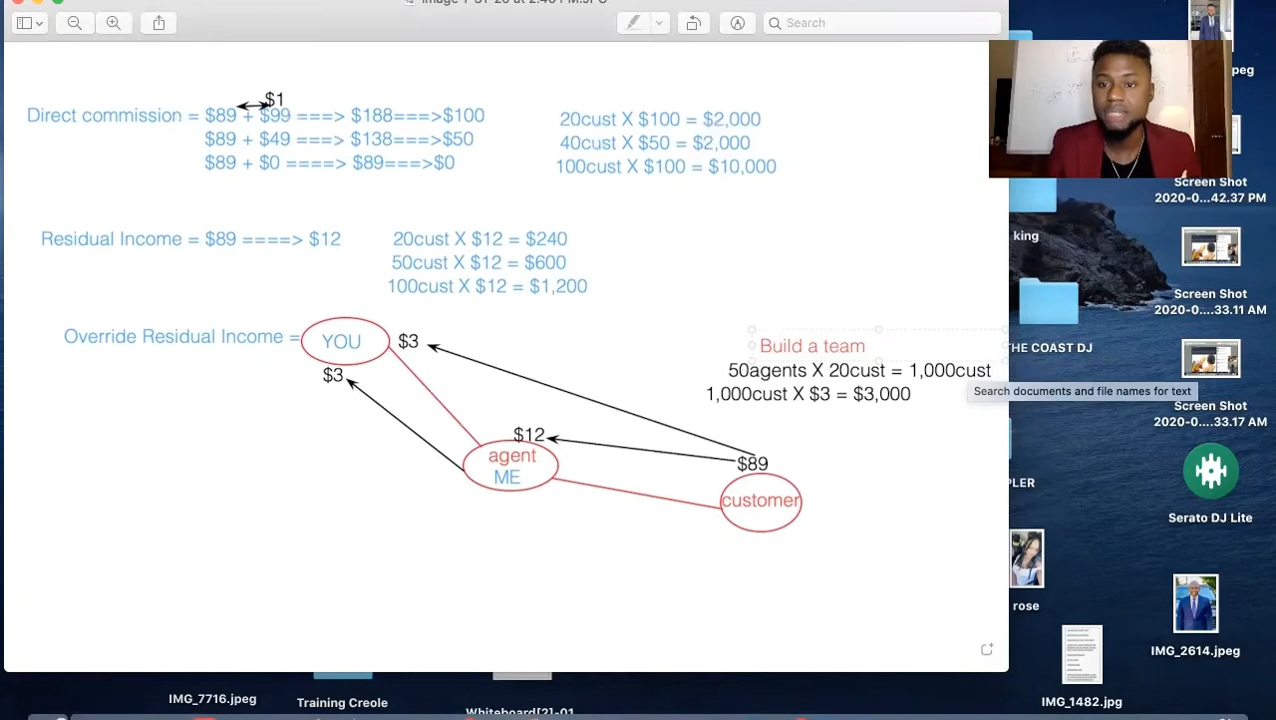 Search
$1
Direct commission = $89 + $99 ===> $188===>$100
$89 + $49 ===> $138===>$50
$89 + $0 ====> $89===>$0
20cust X $100 = $2,000
40cust X $50 = $2,000
100cust X $100 = $10,000
Residual Income = $89 ====> $12
20cust X $12 = $240
50cust X $12 = $600
100cust X $12 = $1,200
Override Residual Income =
YOU
$3
$3
Build a team
50agents X 20cust = 1,000cust
1,000cust X $3 = $3,000
Search documents and file names for text
$12
agent
ME
$89
customer
peg
Screen Shot
2020-0...42.37 PM
king
Screen Shot
2020-0...33.11 AM
THE COAST DJ
Screen Shot
2020-0...33.17 AM
PLER
Serato DJ Lite
rose
IMG_2614.jpeg
IMG_1482.jpg
IMG_7716.jpeg
Training Creole
Whiteboard[2]-01